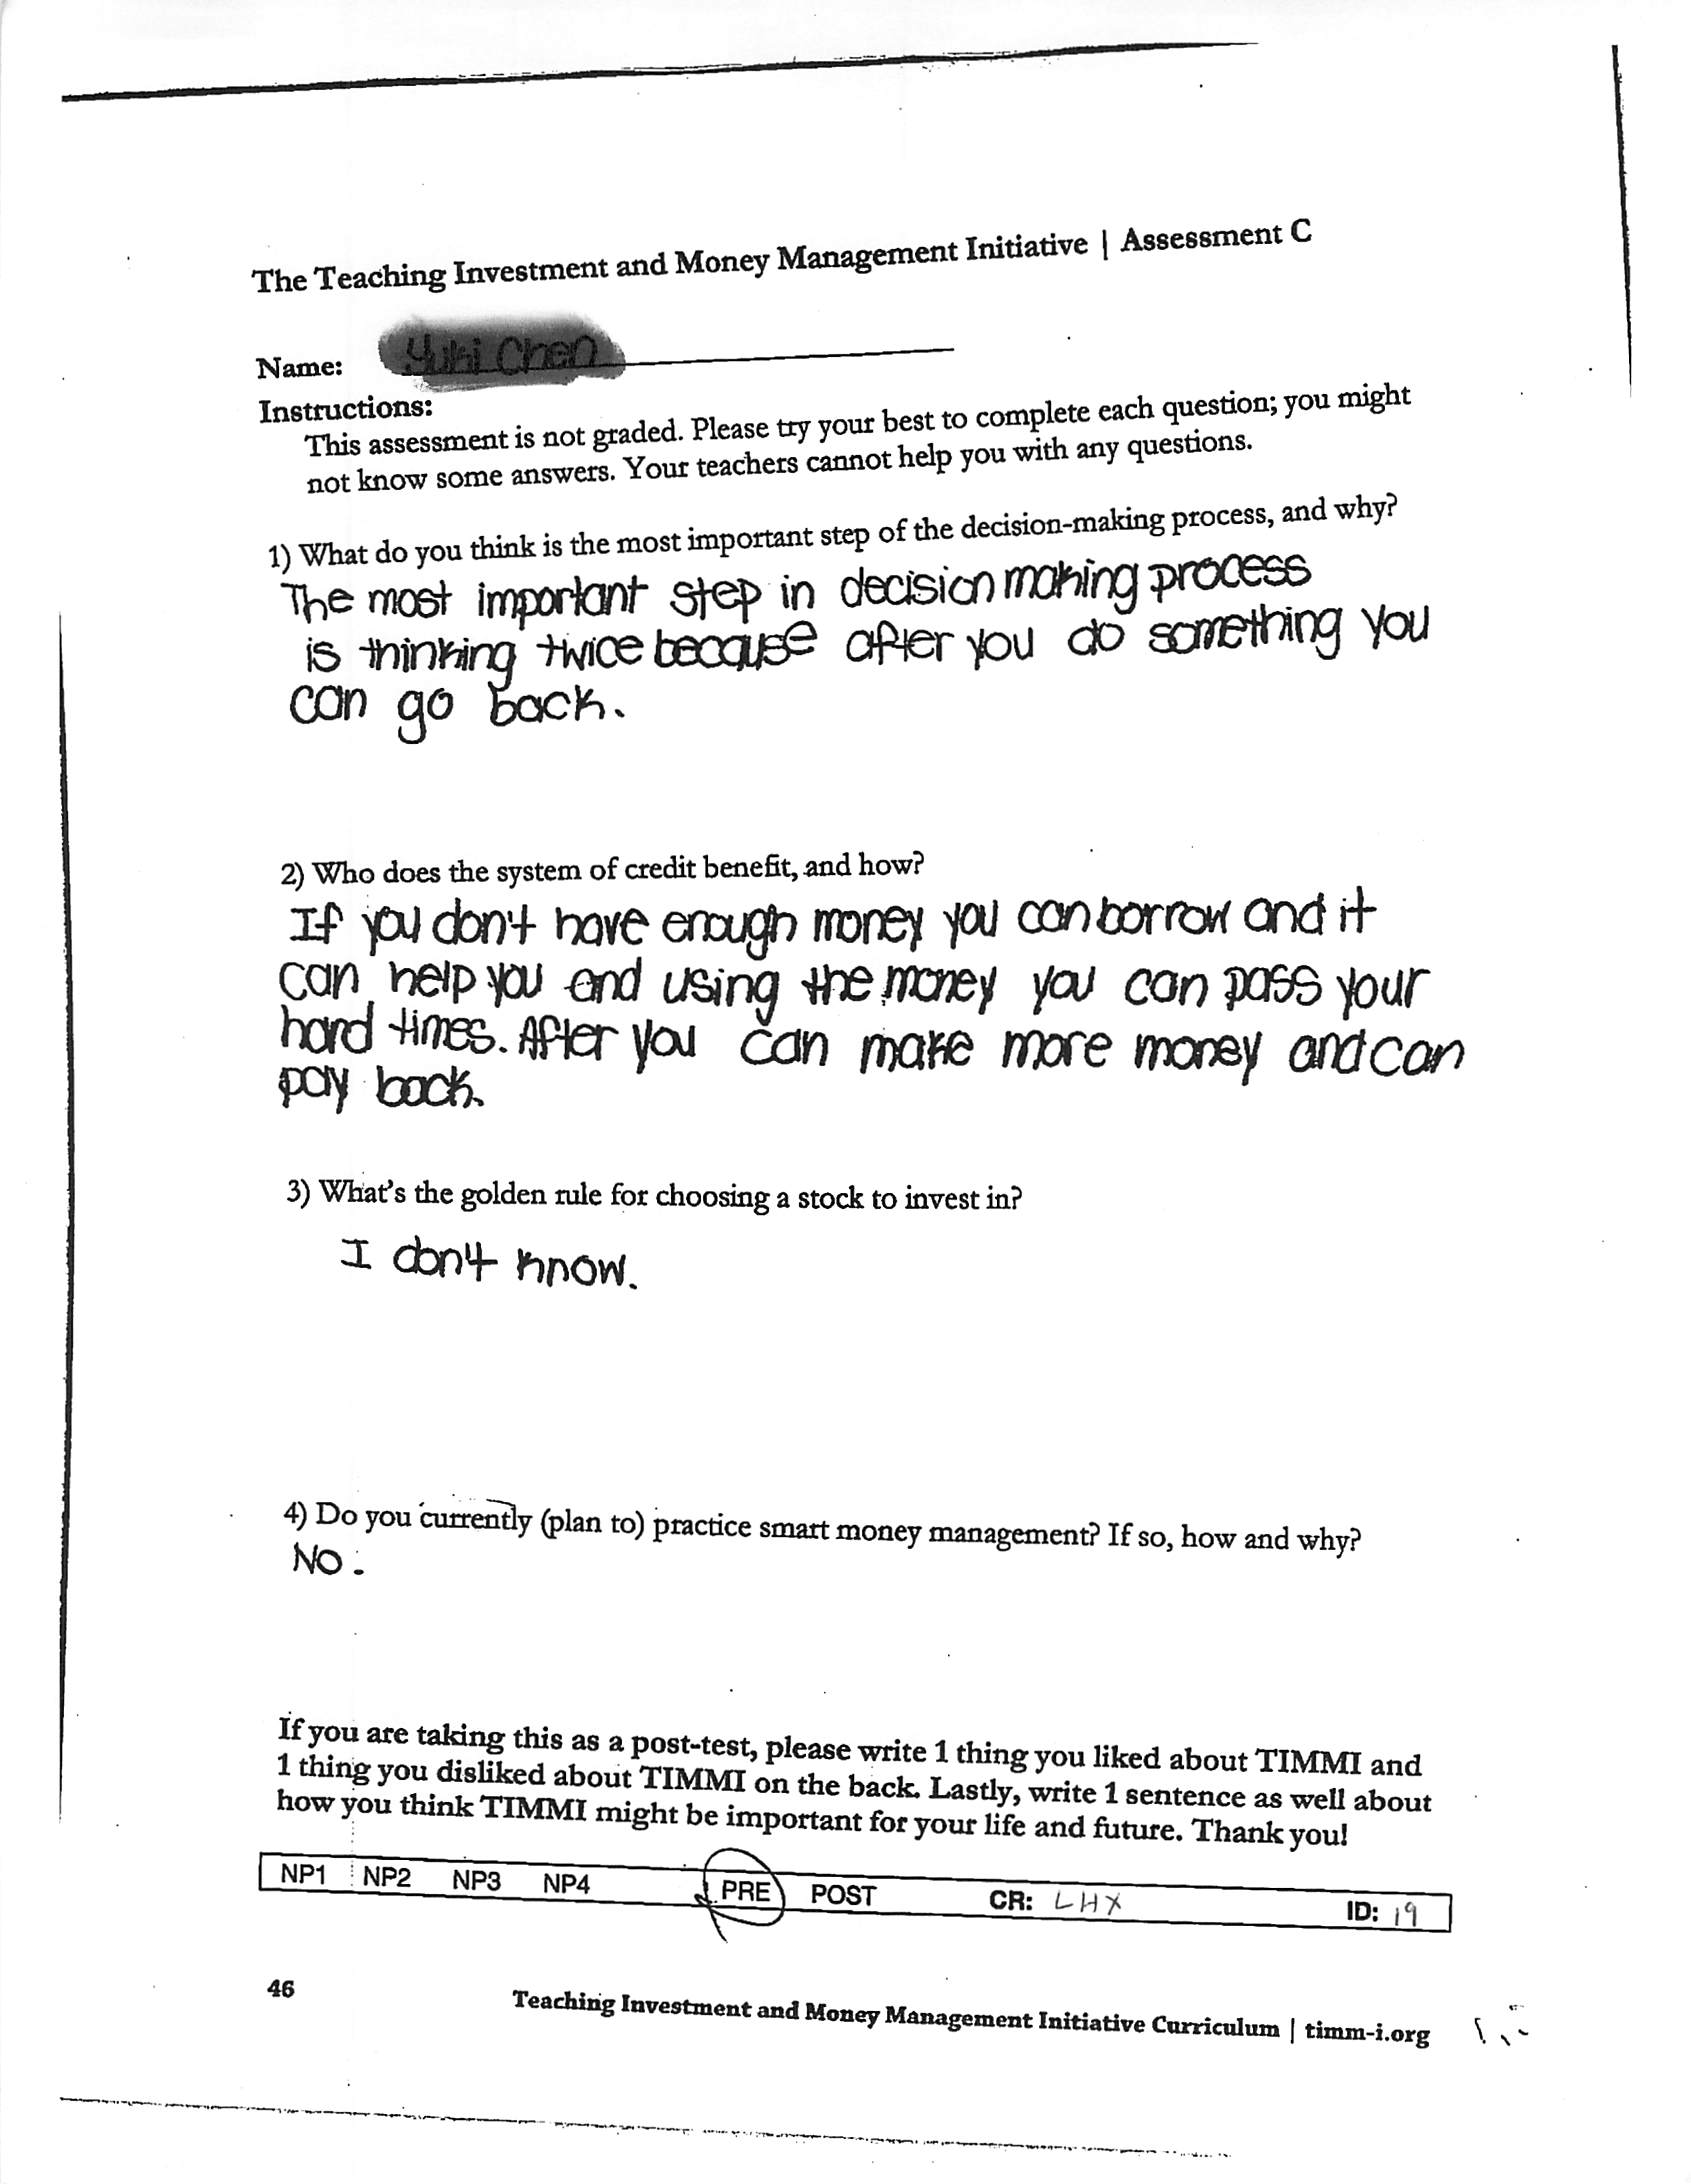 The Teaching Investment and Money Management Initiative | Assessment C
Name: Yuki Chen
Instructions:
This assessment is not graded. Please try your best to complete each question; you might
not know some answers. Your teachers cannot help you with any questions.
1) What do you think is the most important step of the decision-making process, and why?
The most important step in decision making process
is thinking twice because after you do something you
can go back.
2) Who does the system of credit benefit, and how?
If you don't have enough money you can borrow and it
can help you and using the money you can pass your
hard times. After you can make more money and can
pay back.
3) What's the golden rule for choosing a stock to invest in?
I don't know.
4) Do you currently (plan to) practice smart money management? If so, how and why?
No.
If you are taking this as a post-test, please write 1 thing you liked about TIMMI and
1 thing you disliked about TIMMI on the back. Lastly, write 1 sentence as well about
how you think TIMMI might be important for your life and future. Thank you!
NP1 NP2 NP3 NP4 PRE POST CR: LHX ID: 19
46 Teaching Investment and Money Management Initiative Curriculum | timm-i.org